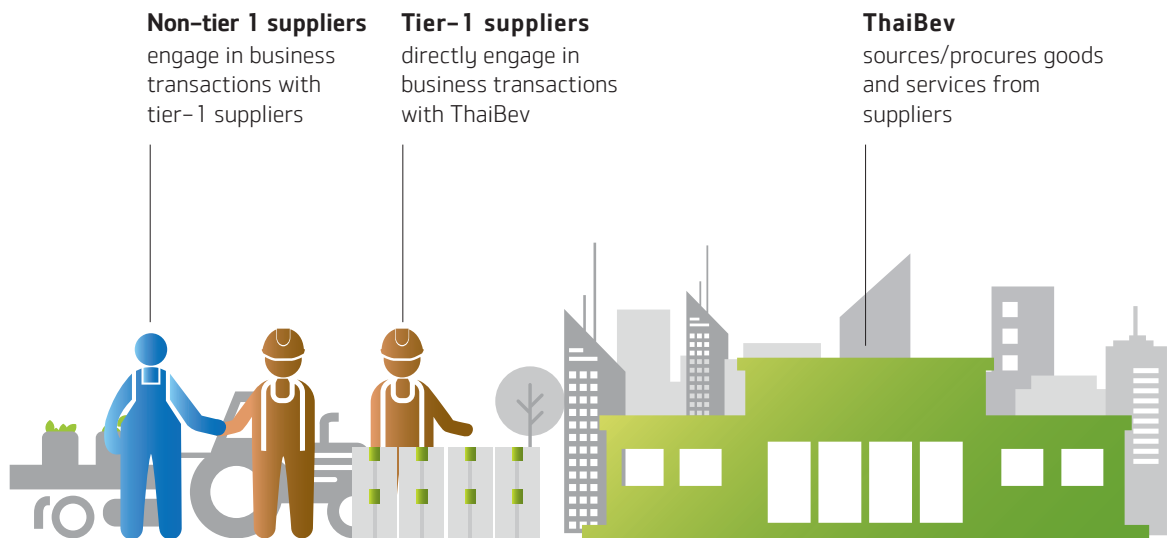 Non-tier 1 suppliers
engage in business
transactions with
tier-1 suppliers
Tier-1 suppliers
directly engage in
business transactions
with ThaiBev
ThaiBev
sources/procures goods
and services from
suppliers